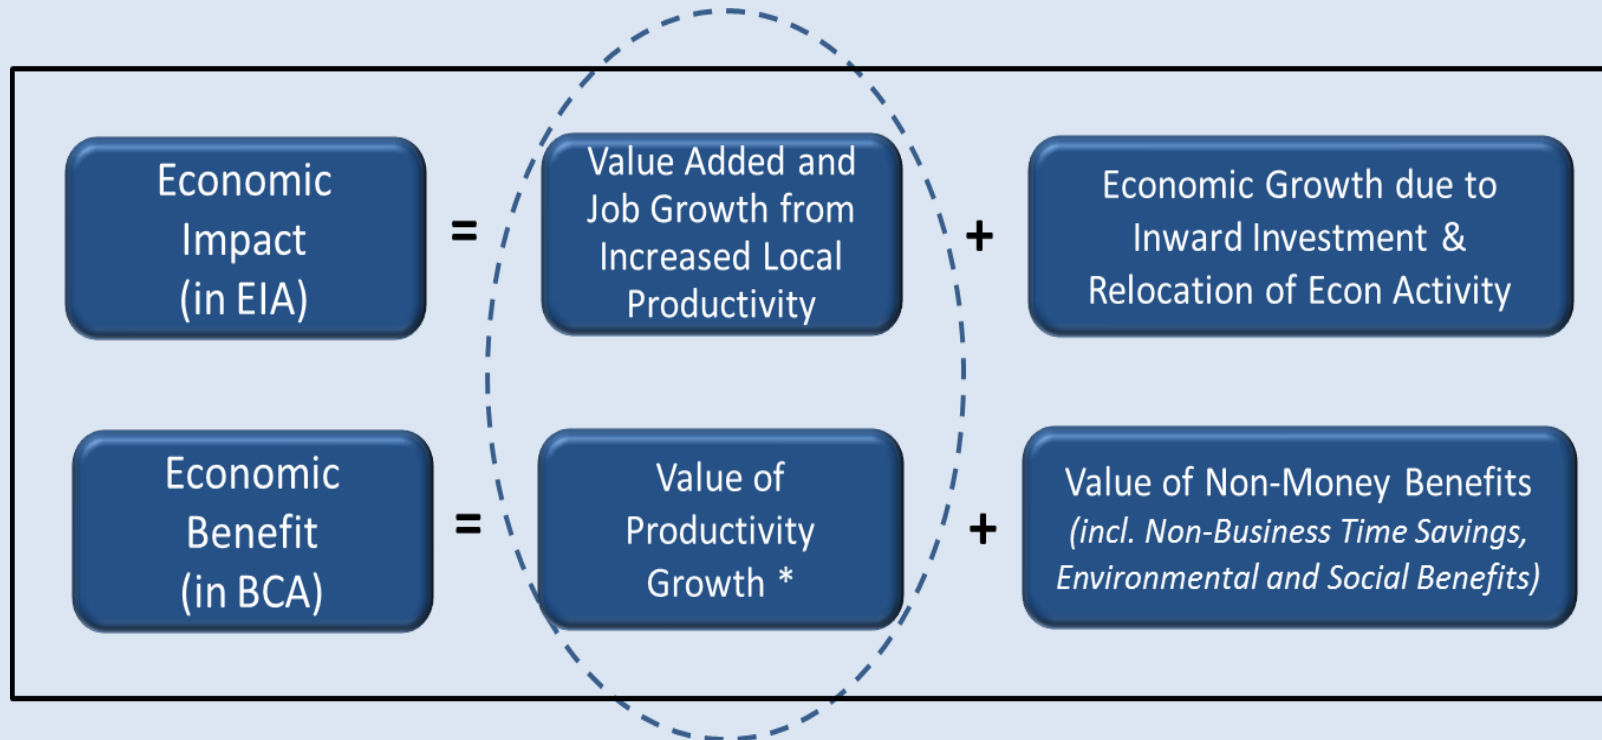 Economic
Impact
(in EIA)
=
Value Added and
Job Growth from
Increased Local
Productivity
+
Economic Growth due to
Inward Investment &
Relocation of Econ Activity
Economic
Benefit
(in BCA)
=
Value of
Productivity
Growth *
+
Value of Non-Money Benefits
(incl. Non-Business Time Savings,
Environmental and Social Benefits)